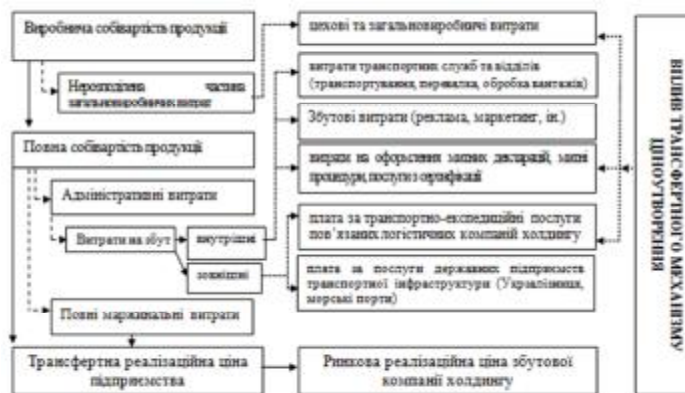 Виробнича собівартість продукції
Нерозподілена частина
загальновиробничих витрат
Повна собівартість продукції
Адміністративні витрати
Витрати на збут
внутрішні
зовнішні
Повні маржинальні витрати
Трансфертна реалізаційна ціна
підприємства
цехові та загальновиробничі витрати
витрати транспортних служб та відділів
(транспортування, перевалка, обробка вантажів)
Збутові витрати (реклама, маркетинг, ін.)
витрати на оформлення митних декларацій, митні
процедури, послуги з сертифікації
плата за транспортно-експедиційні послуги
пов'язаних логістичних компаній холдингу
плата за послуги державних підприємств
транспортної інфраструктури (Укрзалізниця,
морські порти)
Ринкова реалізаційна ціна збутової
компанії холдингу
ВПЛИВ ТРАНСФЕРТНОГО МЕХАНІЗМУ
ЦІНОУТВОРЕННЯ